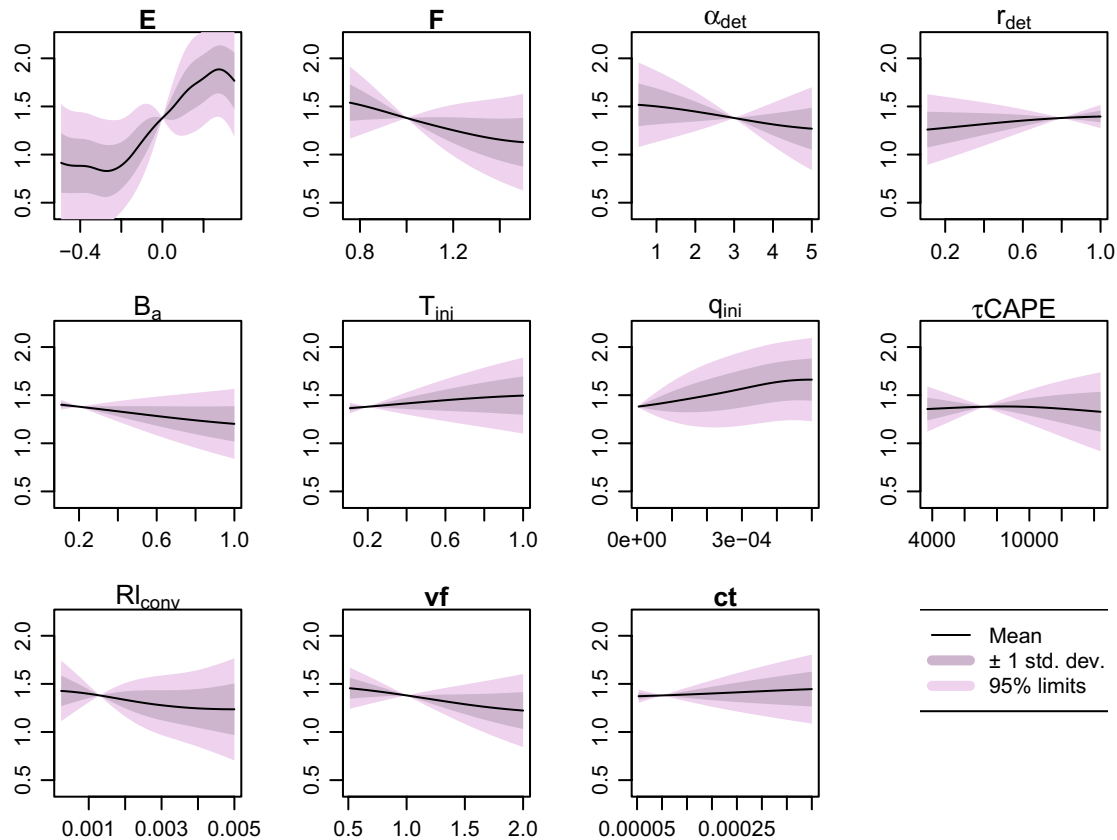 E F α_det r_det
0.5 1.0 1.5 2.0 0.5 1.0 1.5 2.0 0.5 1.0 1.5 2.0 0.5 1.0 1.5 2.0
−0.4 0.0 0.8 1.2 1 2 3 4 5 0.2 0.6 1.0
B_a T_ini q_ini τCAPE
0.5 1.0 1.5 2.0 0.5 1.0 1.5 2.0 0.5 1.0 1.5 2.0 0.5 1.0 1.5 2.0
0.2 0.6 1.0 0.2 0.6 1.0 0e+00 3e−04 4000 10000
RI_conv vf ct
0.5 1.0 1.5 2.0 0.5 1.0 1.5 2.0 0.5 1.0 1.5 2.0
0.001 0.003 0.005 0.5 1.0 1.5 2.0 0.00005 0.00025
Mean
± 1 std. dev.
95% limits